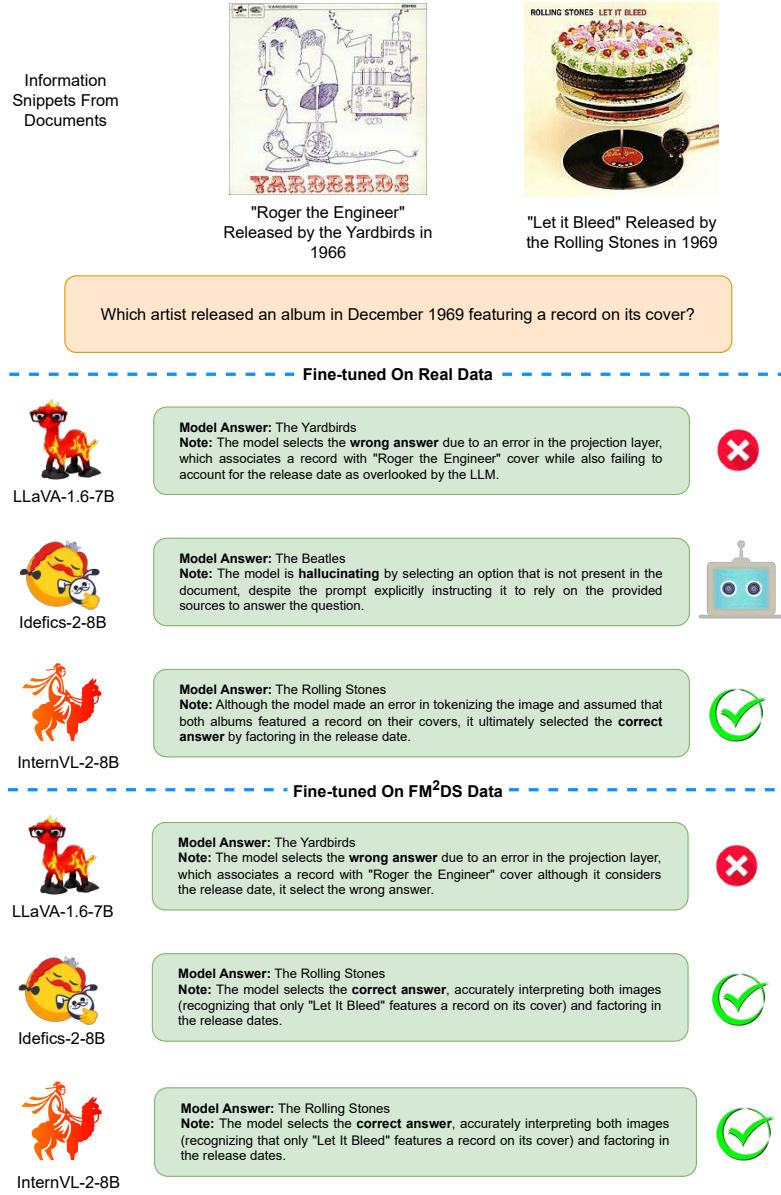 YARDBIRDS
stereo
Roger the Engineer
YARDBIRDS
ROLLING STONES LET IT BLEED
Information
Snippets From
Documents
"Roger the Engineer"
Released by the Yardbirds in
1966
"Let it Bleed" Released by
the Rolling Stones in 1969
Which artist released an album in December 1969 featuring a record on its cover?
Fine-tuned On Real Data
LLaVA-1.6-7B
Model Answer: The Yardbirds
Note: The model selects the wrong answer due to an error in the projection layer,
which associates a record with "Roger the Engineer" cover while also failing to
account for the release date as overlooked by the LLM.
Idefics-2-8B
Model Answer: The Beatles
Note: The model is hallucinating by selecting an option that is not present in the
document, despite the prompt explicitly instructing it to rely on the provided
sources to answer the question.
InternVL-2-8B
Model Answer: The Rolling Stones
Note: Although the model made an error in tokenizing the image and assumed that
both albums featured a record on their covers, it ultimately selected the correct
answer by factoring in the release date.
Fine-tuned On FM²DS Data
LLaVA-1.6-7B
Model Answer: The Yardbirds
Note: The model selects the wrong answer due to an error in the projection layer,
which associates a record with "Roger the Engineer" cover although it considers
the release date, it select the wrong answer.
Idefics-2-8B
Model Answer: The Rolling Stones
Note: The model selects the correct answer, accurately interpreting both images
(recognizing that only "Let It Bleed" features a record on its cover) and factoring in
the release dates.
InternVL-2-8B
Model Answer: The Rolling Stones
Note: The model selects the correct answer, accurately interpreting both images
(recognizing that only "Let It Bleed" features a record on its cover) and factoring in
the release dates.